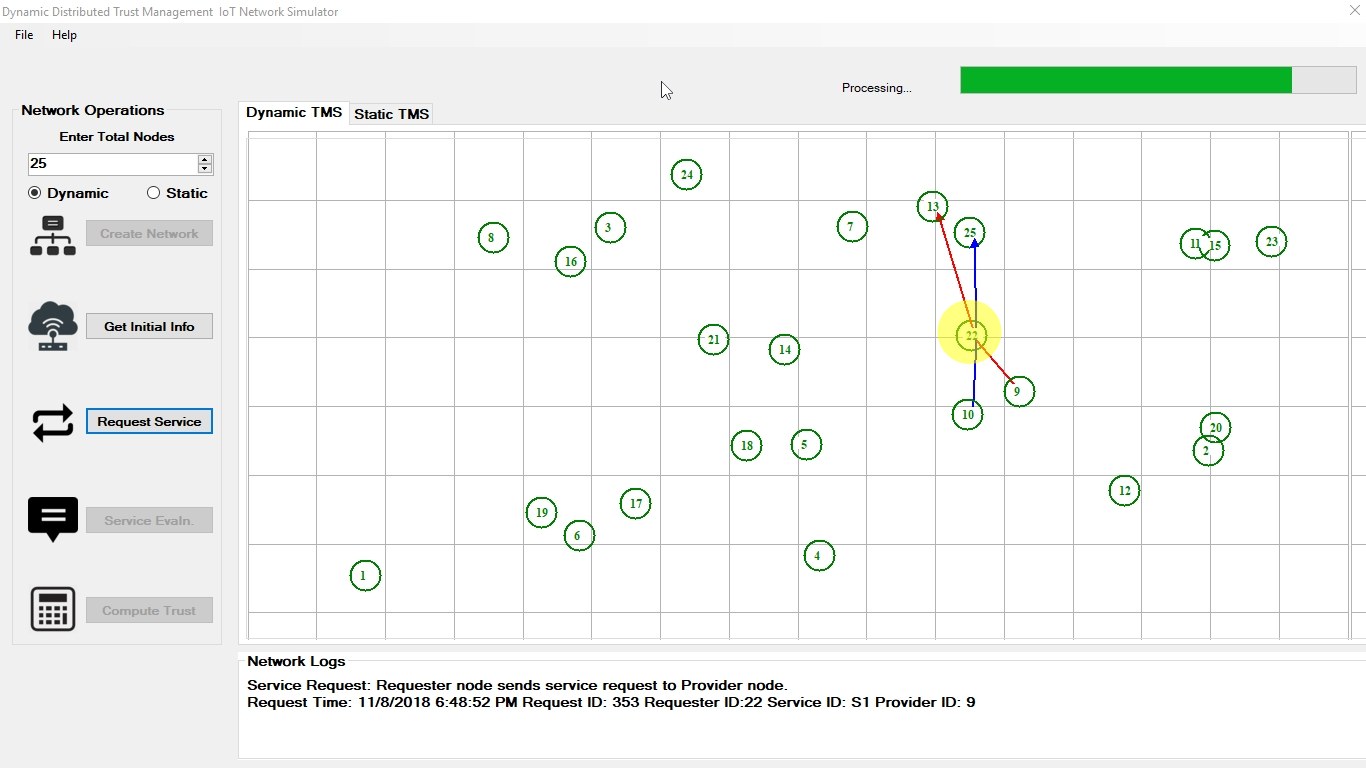 Dynamic Distributed Trust Management IoT Network Simulator
File Help
Processing...
Network Operations
Enter Total Nodes
25
Dynamic Static
Create Network
Get Initial Info
Request Service
Service Evaln.
Compute Trust
Dynamic TMS Static TMS
24
13
8
3
7
25
16
11
15
23
21
14
22
9
10
18
5
20
2
12
19
17
6
4
1
Network Logs
Service Request: Requester node sends service request to Provider node.
Request Time: 11/8/2018 6:48:52 PM Request ID: 353 Requester ID:22 Service ID: S1 Provider ID: 9